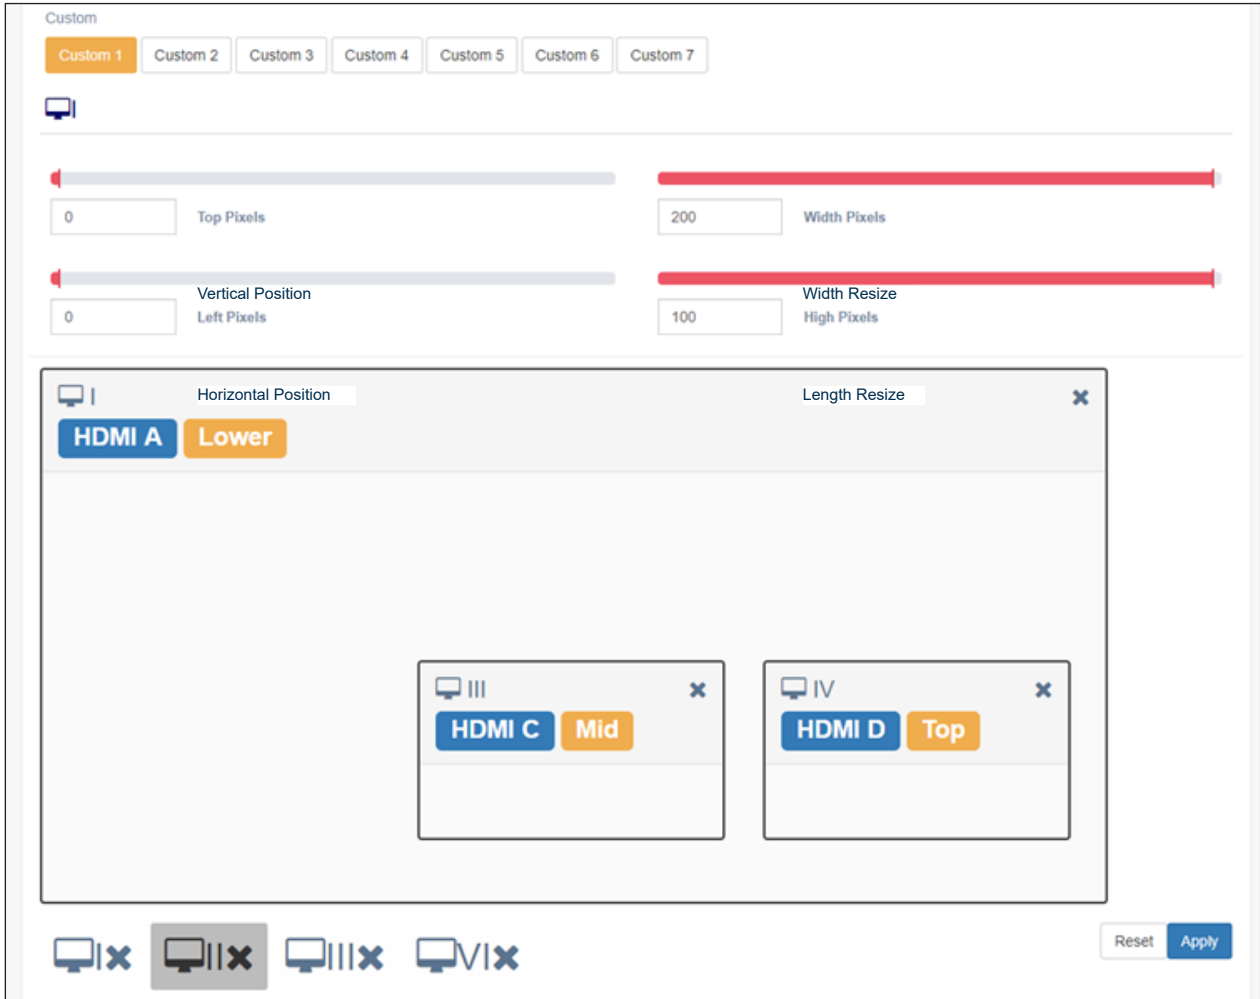 Custom
Custom 1 Custom 2 Custom 3 Custom 4 Custom 5 Custom 6 Custom 7
I
0 Top Pixels 200 Width Pixels
Vertical Position Width Resize
0 Left Pixels 100 High Pixels
I Horizontal Position Length Resize
HDMI A Lower
III IV
HDMI C Mid HDMI D Top
I II III VI Reset Apply